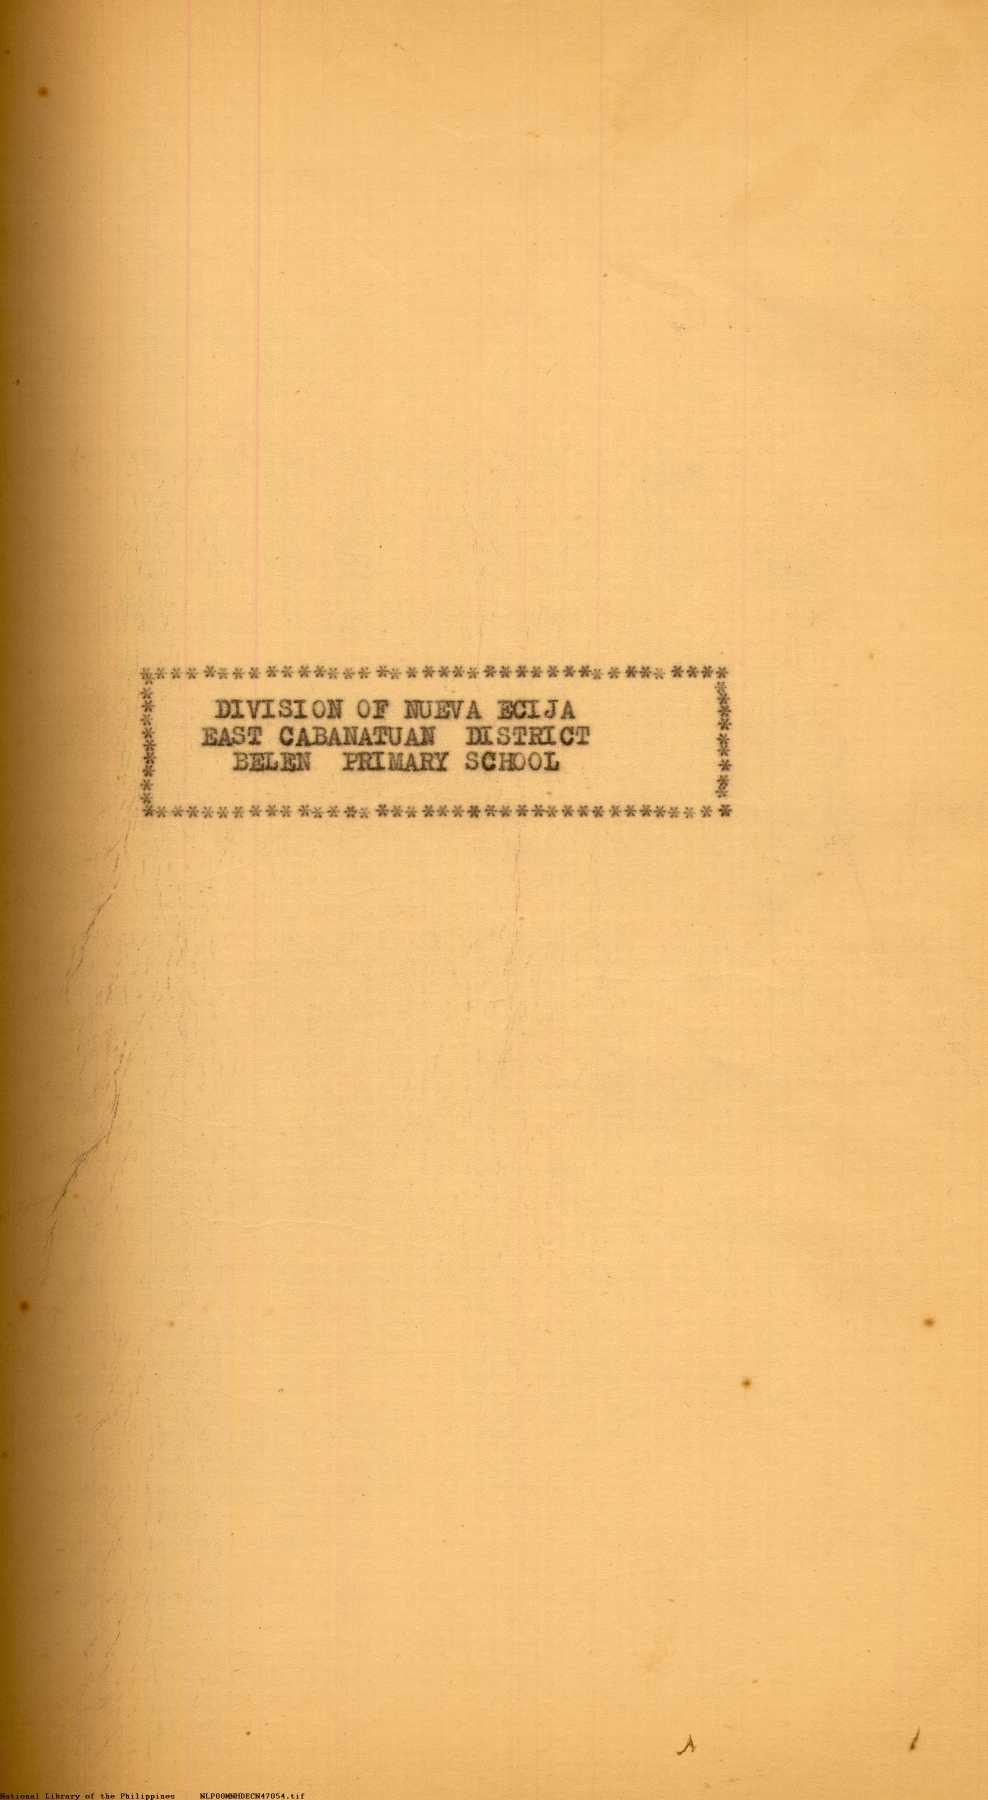 DIVISION OF NUEVA ECIJA
EAST CABANATUAN DISTRICT
BELEN PRIMARY SCHOOL
National Library of the Philippines